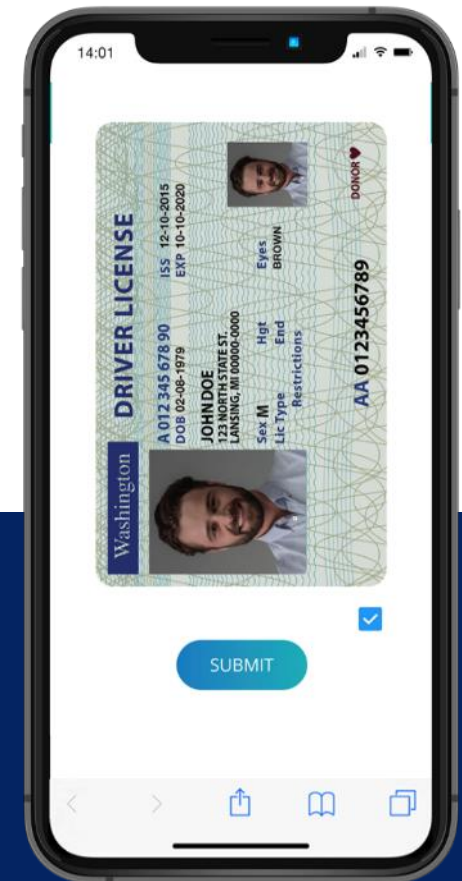 14:01
Washington
DRIVER LICENSE
A 012 345 678 90
ISS 12-10-2015
DOB 02-08-1979
EXP 10-10-2020
JOHN DOE
123 NORTH STATE ST.
LANSING, MI 00000-0000
Sex M Hgt Eyes
BROWN
Lic Type End
Restrictions
AA 0123456789
DONOR
SUBMIT